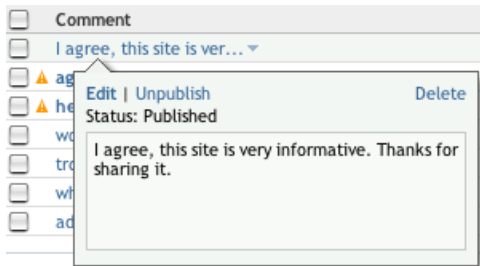 Comment
I agree, this site is ver...
ag
Edit | Unpublish Delete
he
Status: Published
wo
I agree, this site is very informative. Thanks for
sharing it.
tro
wh
ad